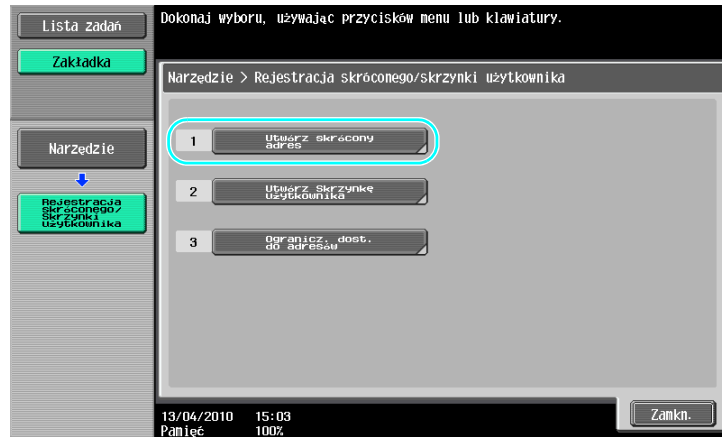 Lista zadań
Dokonaj wyboru, używając przycisków menu lub klawiatury.
Zakładka
Narzędzie > Rejestracja skróconego/skrzynki użytkownika
Narzędzie
1
Utwórz skrócony
adres
2
Utwórz Skrzynkę
Użytkownika
Rejestracja
skróconego/
Skrzynki
użytkownika
3
Ogranicz. dost.
do adresów
13/04/2010 15:03
Pamięć 100%
Zamkn.